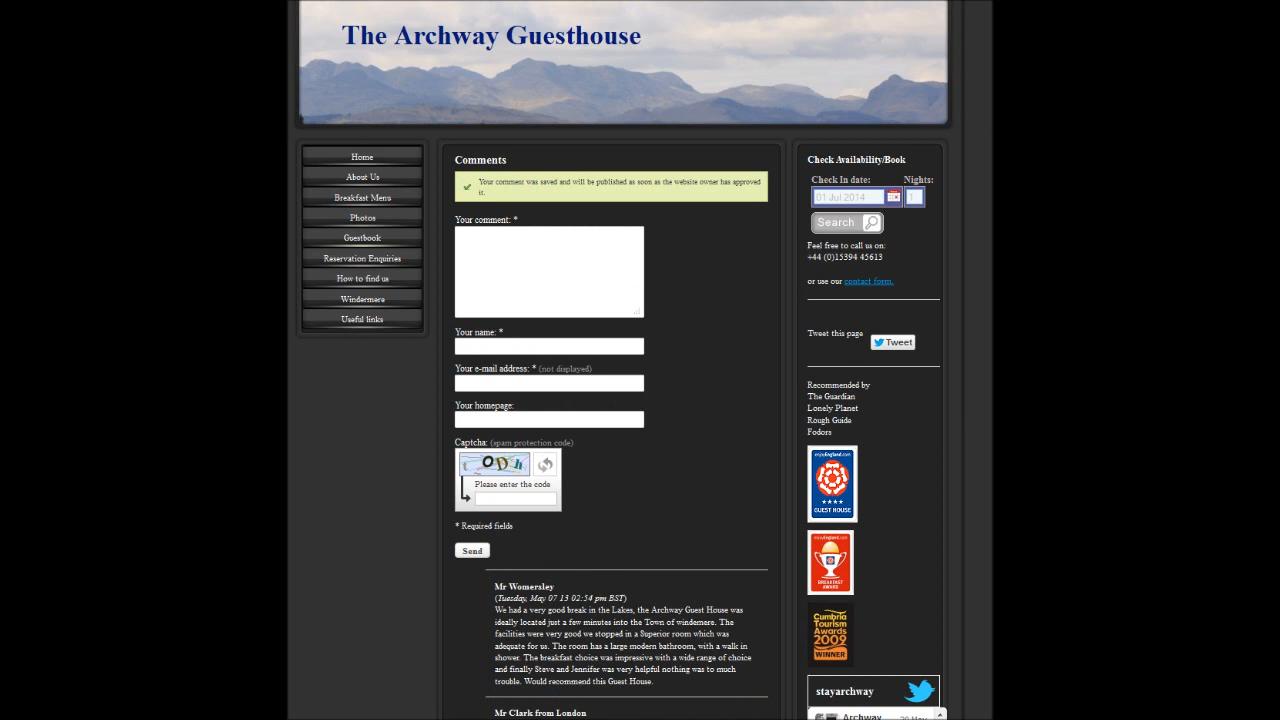 The Archway Guesthouse
Home
About Us
Breakfast Menu
Photos
Guestbook
Reservation Enquiries
How to find us
Windermere
Useful links
Comments
Your comment was saved and will be published as soon as the website owner has approved
it.
Your comment: *
Your name: *
Your e-mail address: * (not displayed)
Your homepage:
Captcha: (spam protection code)
t O D h
Please enter the code
* Required fields
Send
Mr Womersley
(Tuesday, May 07 13 02:54 pm BST)
We had a very good break in the Lakes, the Archway Guest House was
ideally located just a few minutes into the Town of windemere. The
facilities were very good we stopped in a Superior room which was
adequate for us. The room has a large modern bathroom, with a walk in
shower. The breakfast choice was impressive with a wide range of choice
and finally Steve and Jennifer was very helpful nothing was to much
trouble. Would recommend this Guest House.
Mr Clark from London
Check Availability/Book
Check In date: Nights:
01 Jul 2014 1
Search
Feel free to call us on:
+44 (0)15394 45613
or use our contact form.
Tweet this page
Tweet
Recommended by
The Guardian
Lonely Planet
Rough Guide
Fodors
enjoyEngland.com
GUEST HOUSE
enjoyEngland.com
BREAKFAST
AWARD
Cumbria
Tourism
Awards
2009
WINNER
stayarchway
Archway 20 May